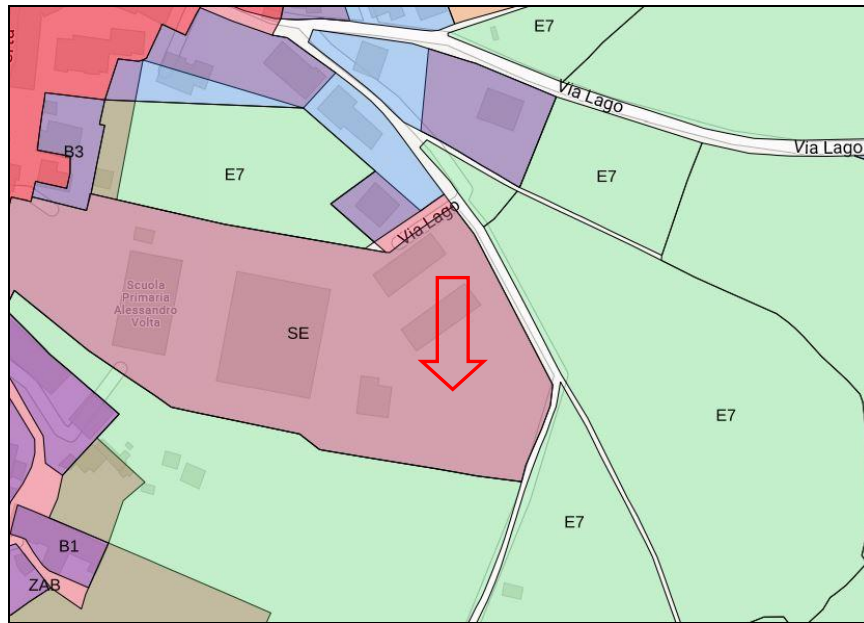 E7
Via Lago
Via Lago
B3
E7
E7
Via Lago
Scuola
Primaria
Alessandro
Volta
SE
E7
E7
B1
ZAB